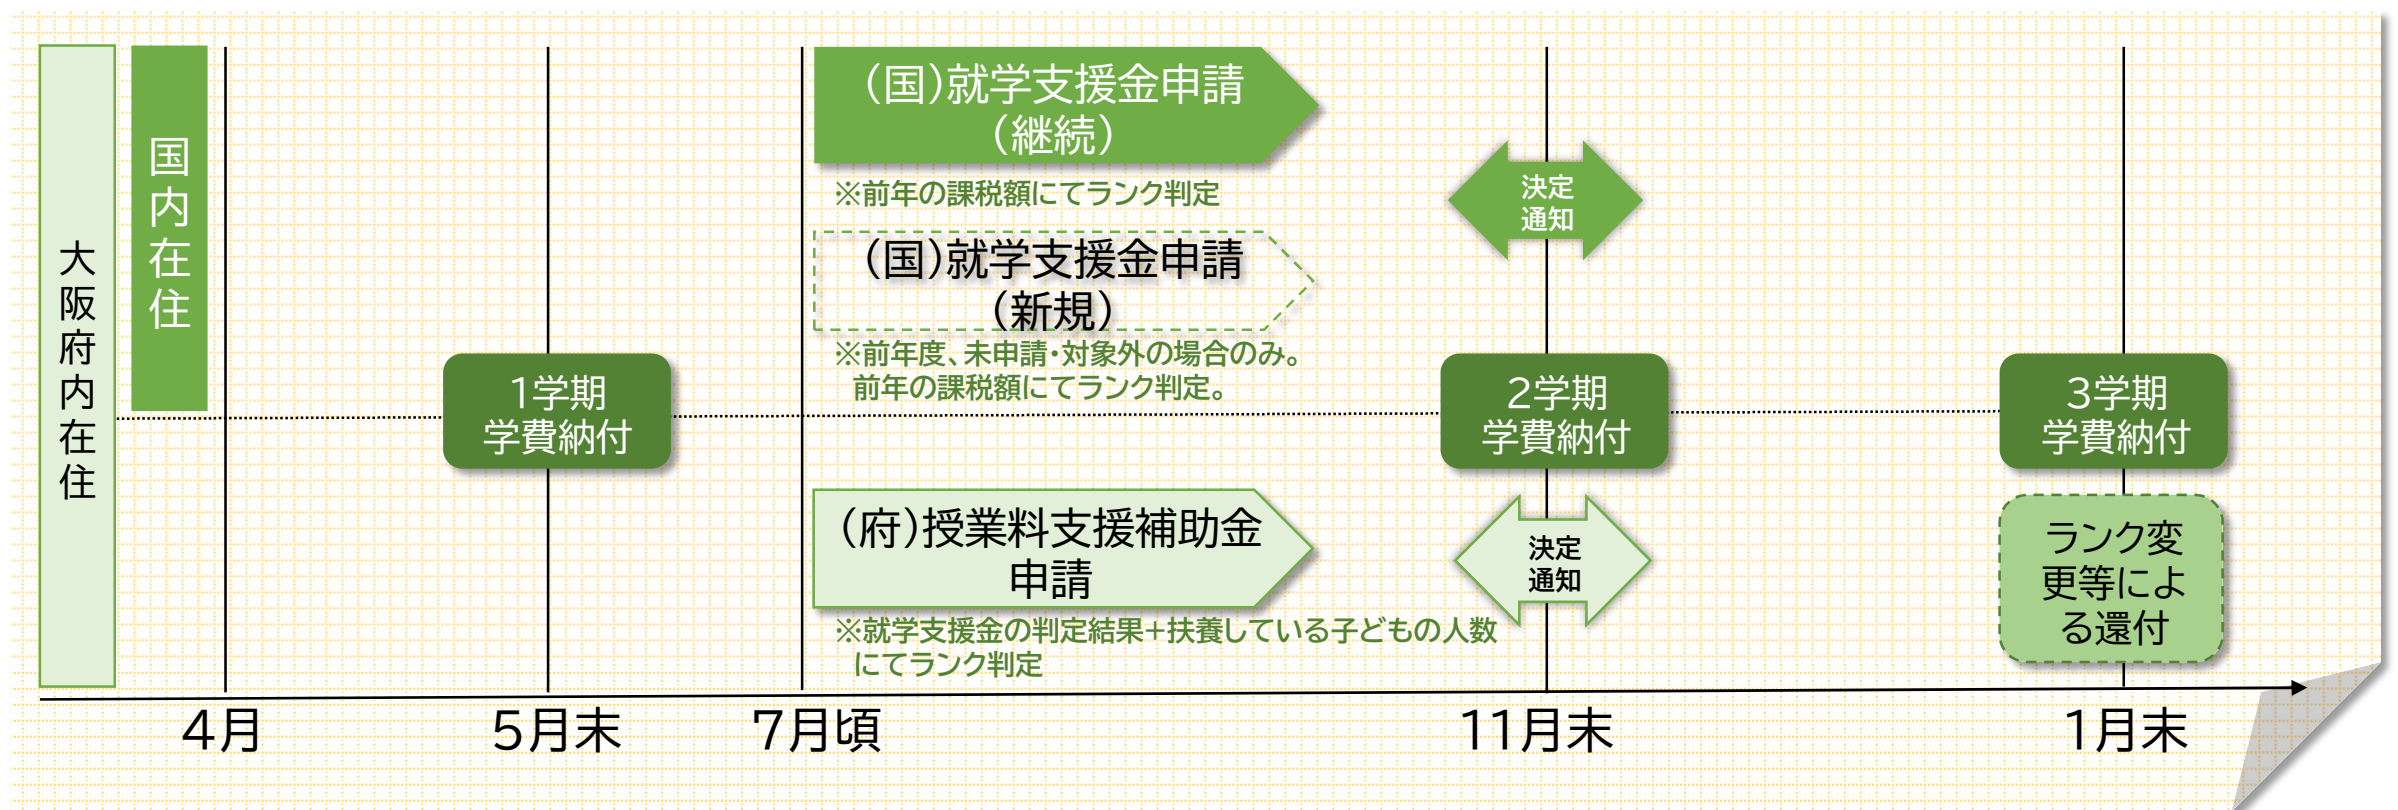 大阪府内在住
国内在住
(国)就学支援金申請
(継続)
※前年の課税額にてランク判定
(国)就学支援金申請
(新規)
※前年度、未申請・対象外の場合のみ。
前年の課税額にてランク判定。
決定
通知
1学期
学費納付
2学期
学費納付
3学期
学費納付
(府)授業料支援補助金
申請
※就学支援金の判定結果+扶養している子どもの人数
にてランク判定
決定
通知
ランク変
更等によ
る還付
4月
5月末
7月頃
11月末
1月末